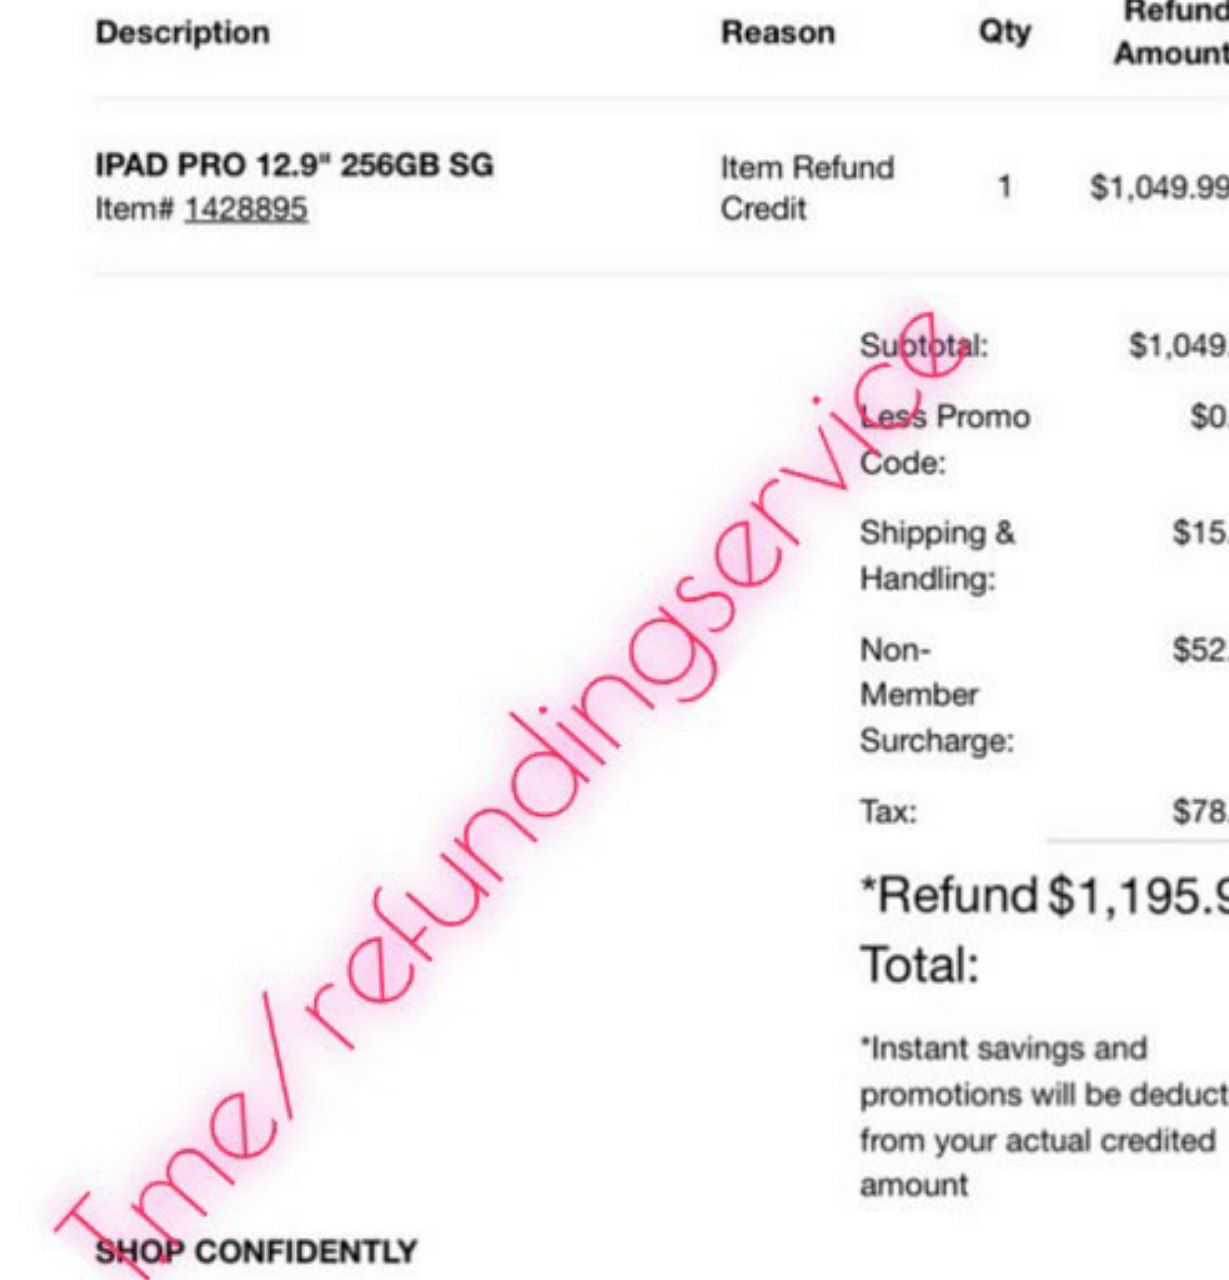 Description Reason Qty Refund Amount
IPAD PRO 12.9" 256GB SG
Item# 1428895
Item Refund
Credit
1 $1,049.99
Subtotal: $1,049.
Less Promo $0.
Code:
Shipping & $15.
Handling:
Non- $52.
Member
Surcharge:
Tax: $78.
*Refund $1,195.9
Total:
*Instant savings and
promotions will be deduct
from your actual credited
amount
SHOP CONFIDENTLY
Tme/refundingservice